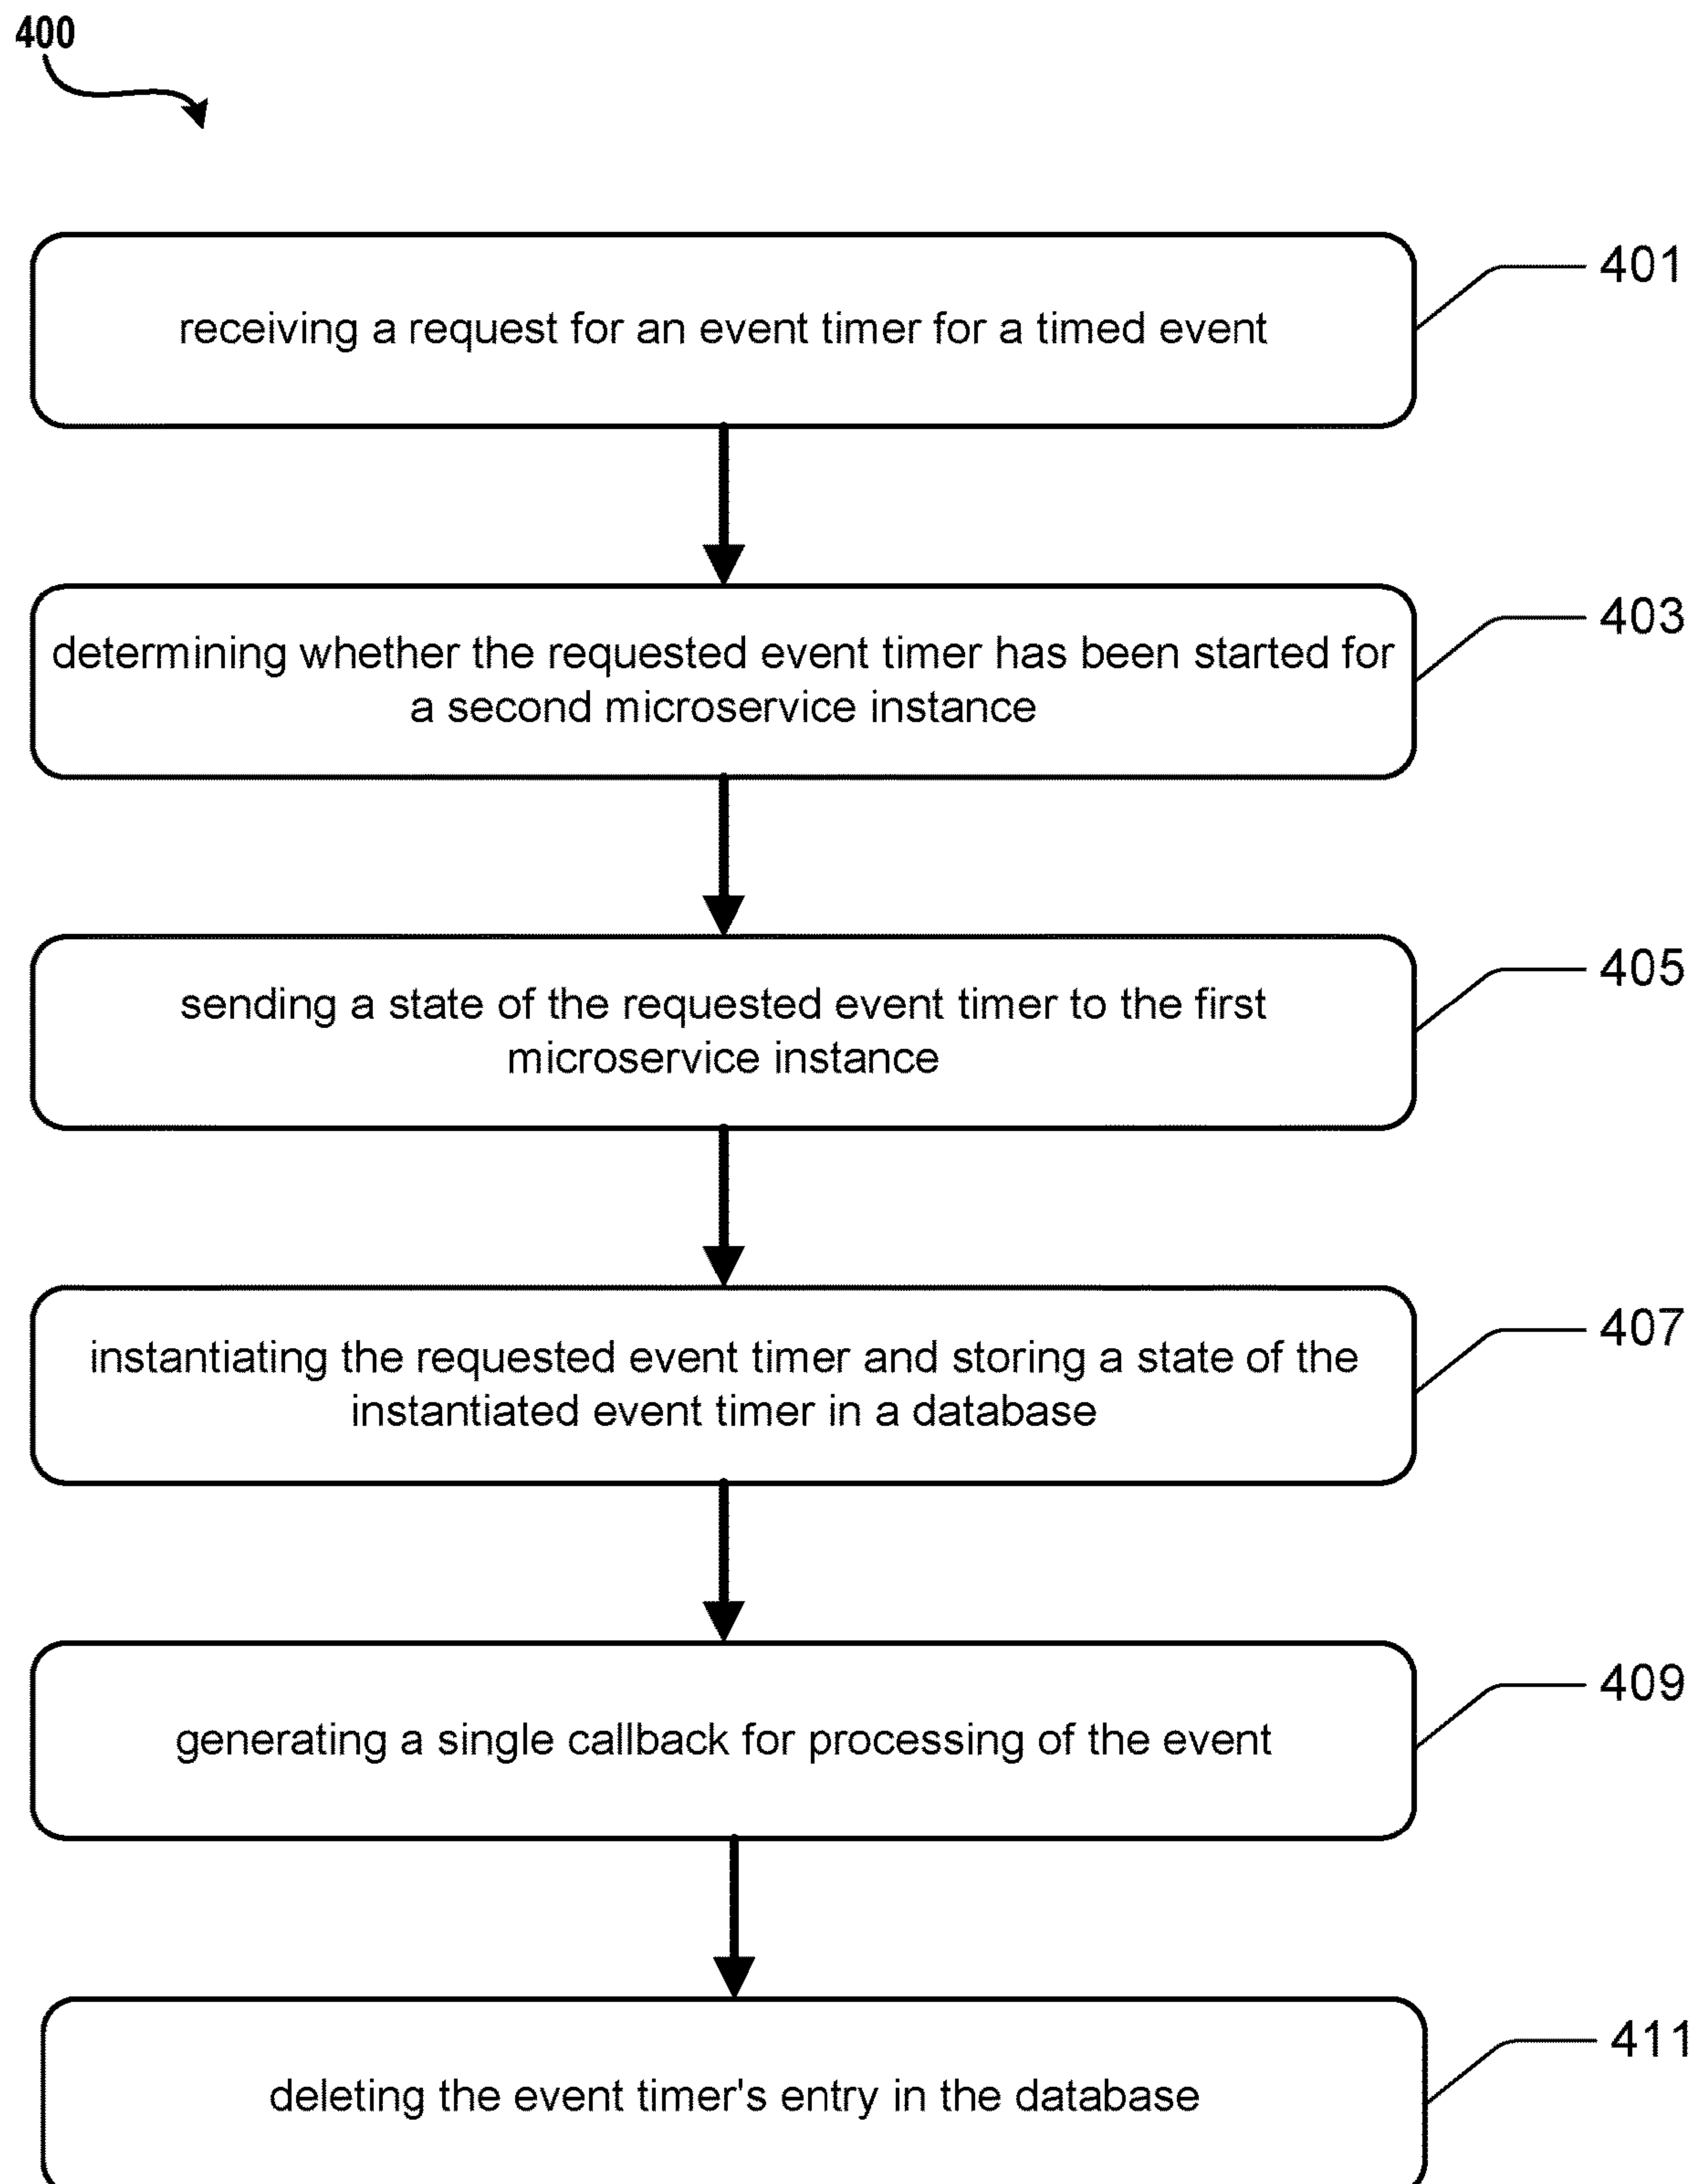 400
receiving a request for an event timer for a timed event
401
determining whether the requested event timer has been started for
a second microservice instance
403
sending a state of the requested event timer to the first
microservice instance
405
instantiating the requested event timer and storing a state of the
instantiated event timer in a database
407
generating a single callback for processing of the event
409
deleting the event timer's entry in the database
411